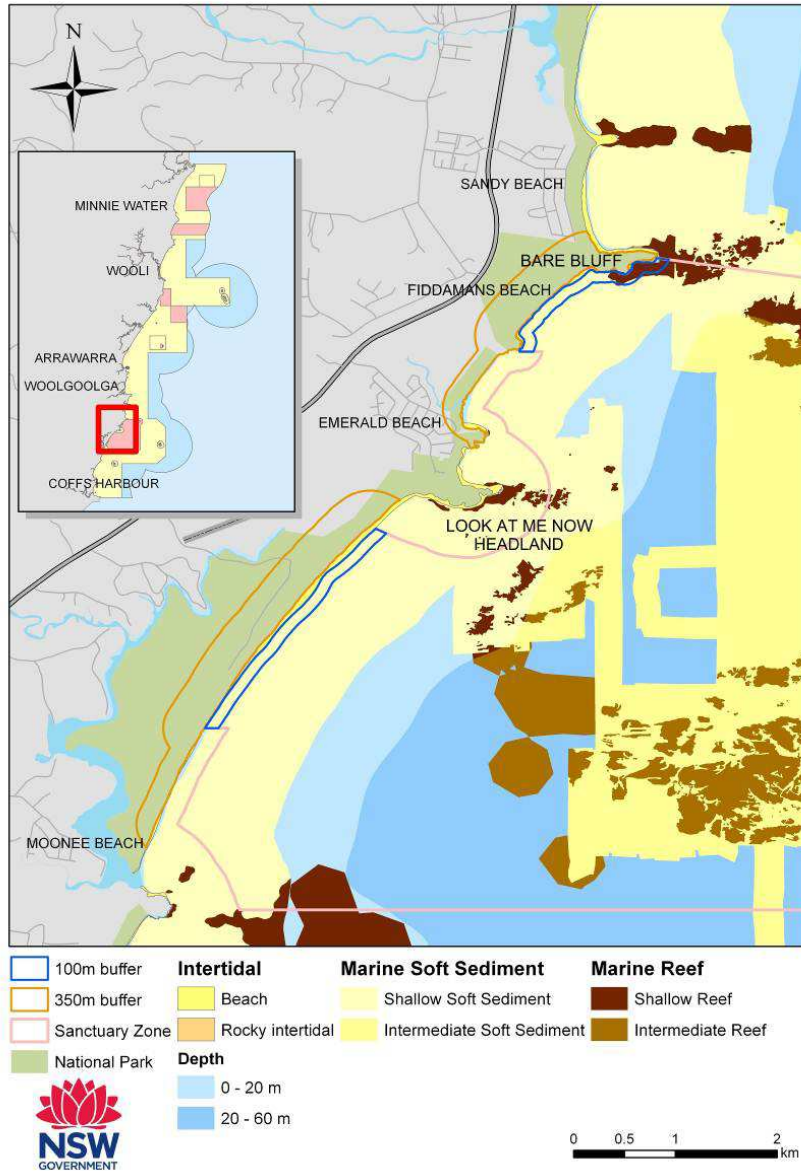 N
MINNIE WATER
WOOLI
ARRAWARRA
WOOLGOOLGA
COFFS HARBOUR
SANDY BEACH
BARE BLUFF
FIDDAMANS BEACH
EMERALD BEACH
LOOK AT ME NOW
HEADLAND
MOONEE BEACH
100m buffer
350m buffer
Sanctuary Zone
National Park
Intertidal
Beach
Rocky intertidal
Depth
0 - 20 m
20 - 60 m
Marine Soft Sediment
Shallow Soft Sediment
Intermediate Soft Sediment
Marine Reef
Shallow Reef
Intermediate Reef
NSW
GOVERNMENT
0 0.5 1 2
km